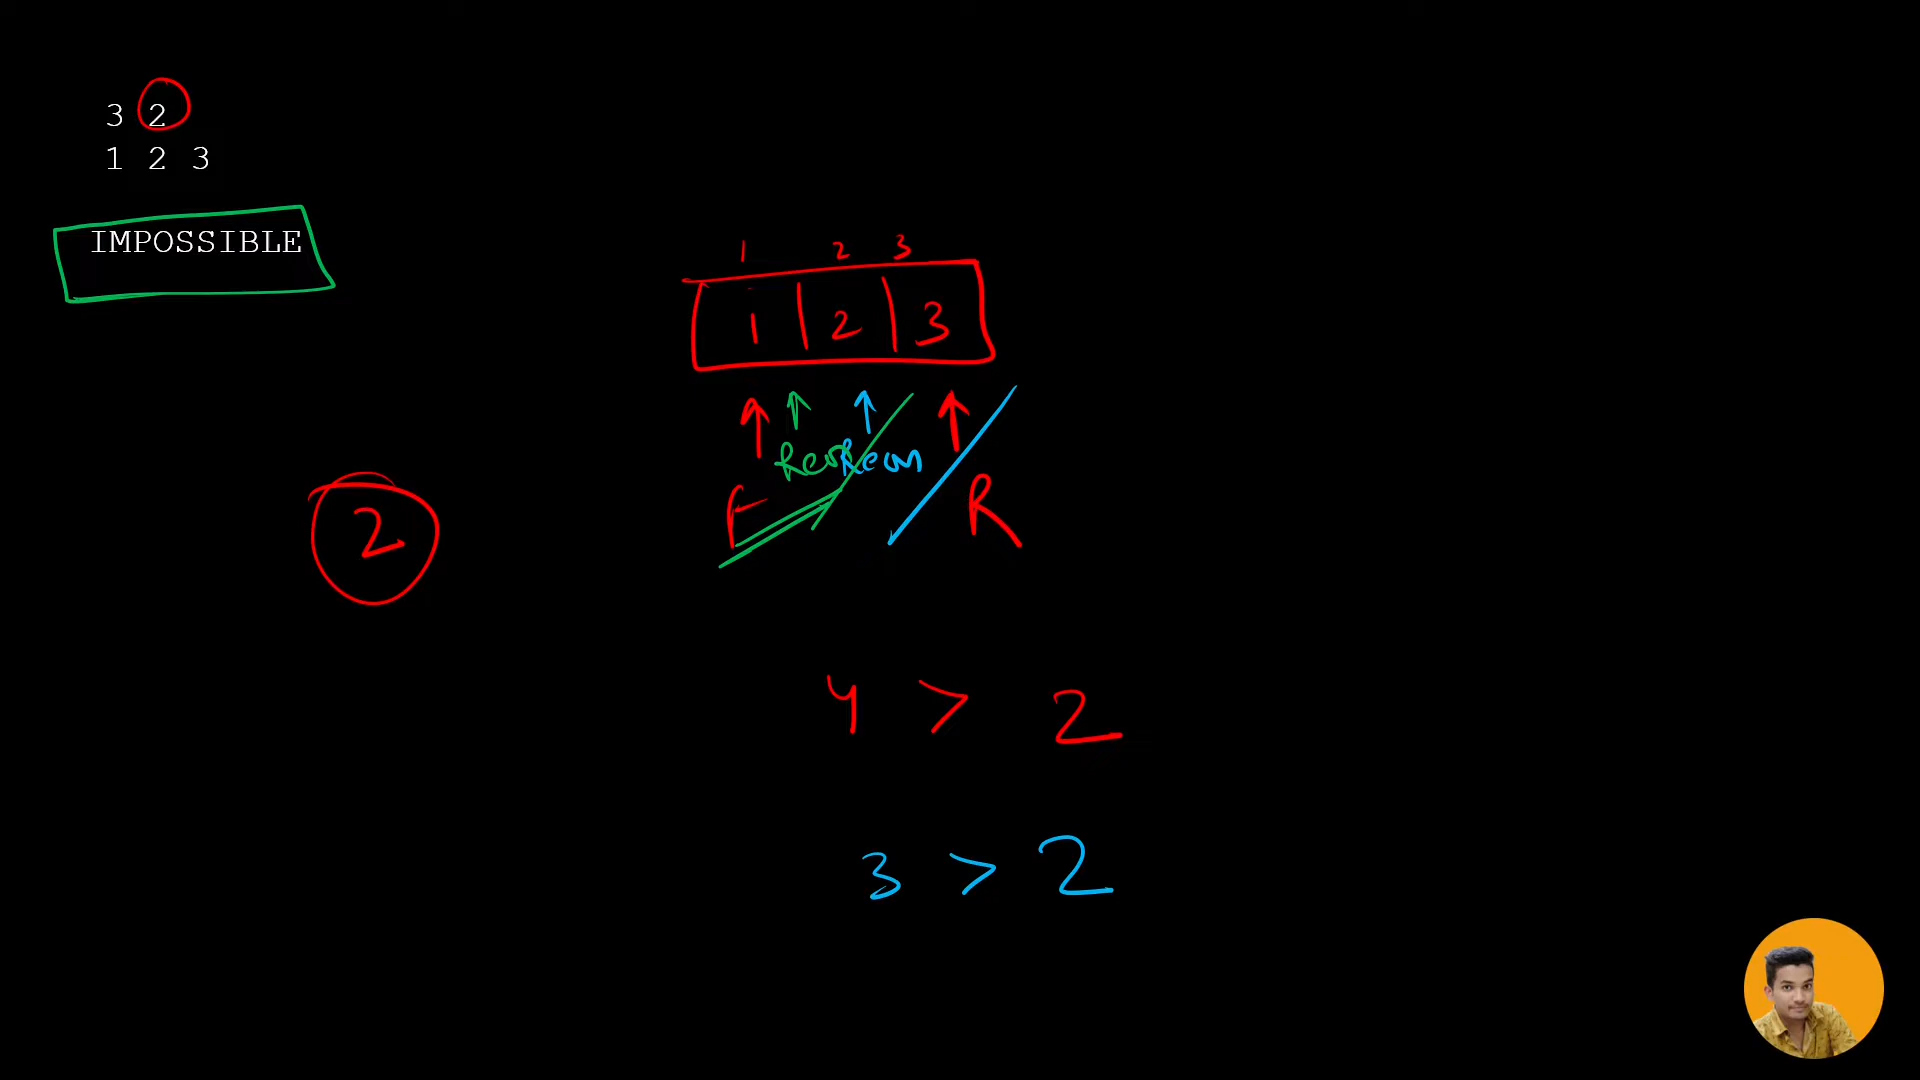 3 2
1 2 3
IMPOSSIBLE
1 2 3
1 2 3
F R
2
4 > 2
3 > 2